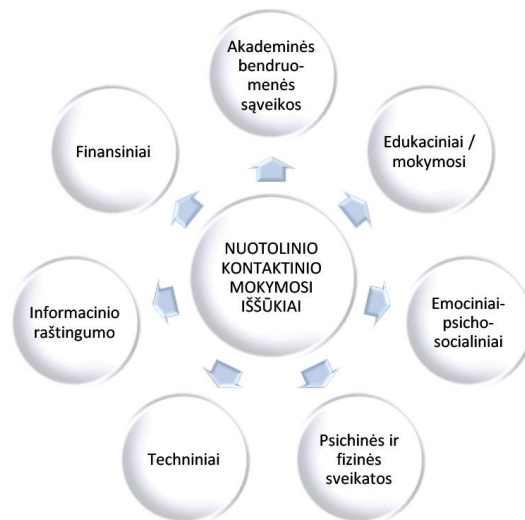 Akademinės
bendruo-
menės
sąveikos
Edukaciniai /
mokymosi
Emociniai-
psicho-
socialiniai
Psichinės ir
fizinės
sveikatos
Techniniai
Informacinio
raštingumo
Finansiniai
NUOTOLINIO
KONTAKTINIO
MOKYMOSI
IŠŠŪKIAI